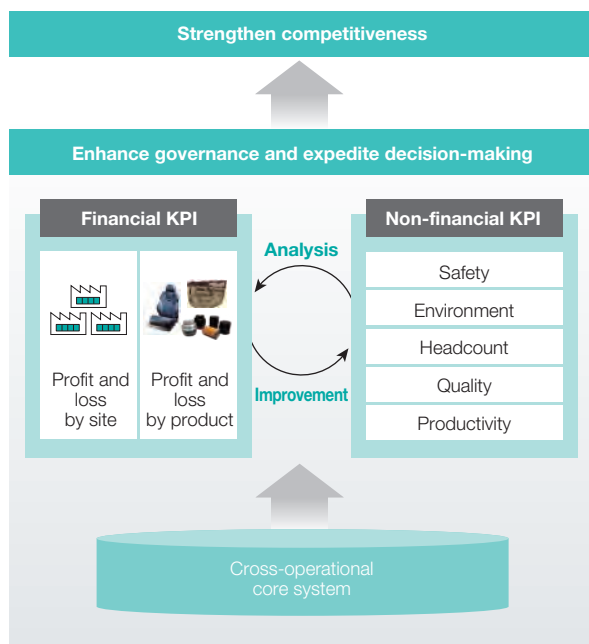 Strengthen competitiveness
Enhance governance and expedite decision-making
Financial KPI
Profit and
loss
by site
Profit and
loss
by product
Analysis
Improvement
Non-financial KPI
Safety
Environment
Headcount
Quality
Productivity
Cross-operational
core system